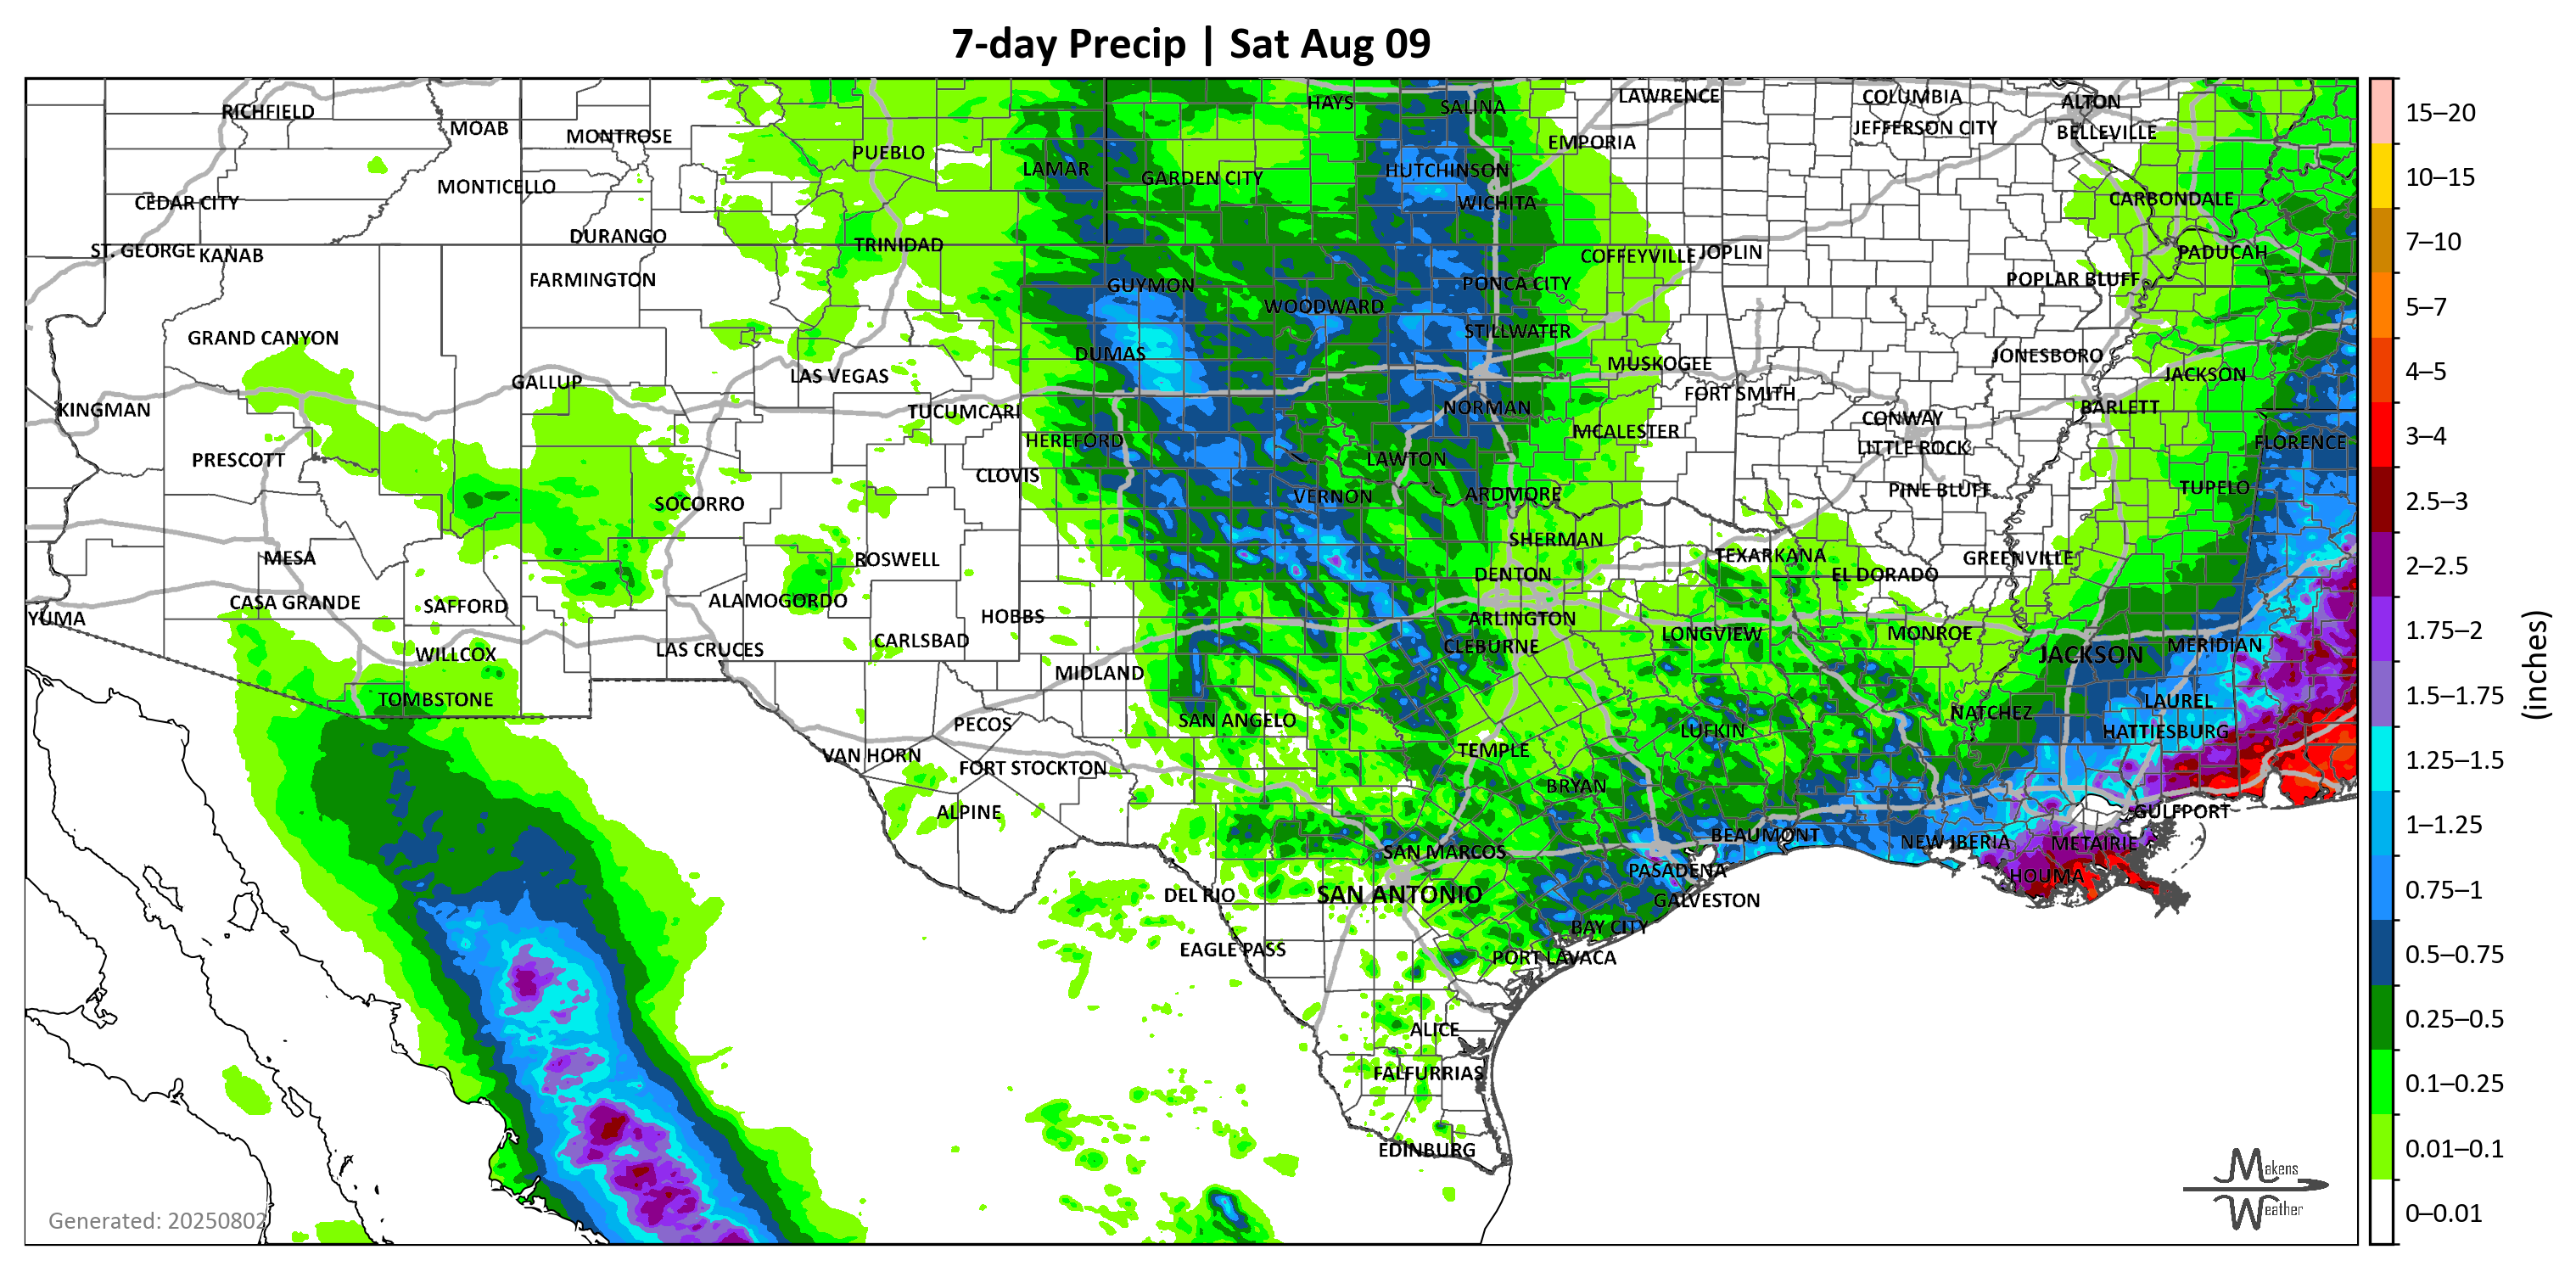 7-day Precip | Sat Aug 09
RICHFIELD
MOAB
MONTROSE
PUEBLO
LAMAR
HAYS
SALINA
LAWRENCE
EMPORIA
COLUMBIA
JEFFERSON CITY
ALTON
BELLEVILLE
MONTICELLO
CEDAR CITY
GARDEN CITY
HUTCHINSON
WICHITA
CARBONDALE
ST. GEORGE
KANAB
DURANGO
TRINIDAD
COFFEYVILLE
JOPLIN
PADUCAH
FARMINGTON
GUYMON
WOODWARD
PONCA CITY
POPLAR BLUFF
GRAND CANYON
DUMAS
STILLWATER
MUSKOGEE
JONESBORO
JACKSON
GALLUP
LAS VEGAS
FORT SMITH
KINGMAN
TUCUMCARI
NORMAN
CONWAY
BARLETT
PRESCOTT
HEREFORD
MCALESTER
LITTLE ROCK
FLORENCE
CLOVIS
LAWTON
SOCORRO
VERNON
ARDMORE
PINE BLUFF
TUPELO
MESA
ROSWELL
SHERMAN
TEXARKANA
GREENVILLE
DENTON
EL DORADO
YUMA
CASA GRANDE
SAFFORD
ALAMOGORDO
HOBBS
ARLINGTON
WILLCOX
LAS CRUCES
CARLSBAD
CLEBURNE
LONGVIEW
MONROE
JACKSON
MERIDIAN
TOMBSTONE
MIDLAND
LAUREL
PECOS
SAN ANGELO
NATCHEZ
HATTIESBURG
VAN HORN
FORT STOCKTON
TEMPLE
LUFKIN
ALPINE
BRYAN
GULFPORT
SAN MARCOS
BEAUMONT
NEW IBERIA
METAIRIE
DEL RIO
SAN ANTONIO
PASADENA
GALVESTON
HOUMA
EAGLE PASS
BAY CITY
PORT LAVACA
ALICE
FALFURRIAS
EDINBURG
15–20
10–15
7–10
5–7
4–5
3–4
2.5–3
2–2.5
1.75–2
1.5–1.75
1.25–1.5
1–1.25
0.75–1
0.5–0.75
0.25–0.5
0.1–0.25
0.01–0.1
0–0.01
(inches)
Generated: 20250802
Makens
Weather